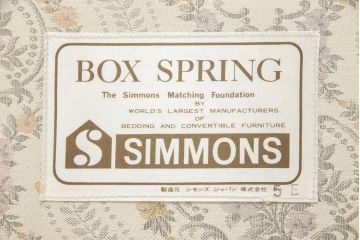 BOX SPRING
The Simmons Matching Foundation
BY
WORLD'S LARGEST MANUFACTURERS
OF
BEDDING AND CONVERTIBLE FURNITURE
S SIMMONS
製造元 シモンズ ジャパン 株式会社 5 E